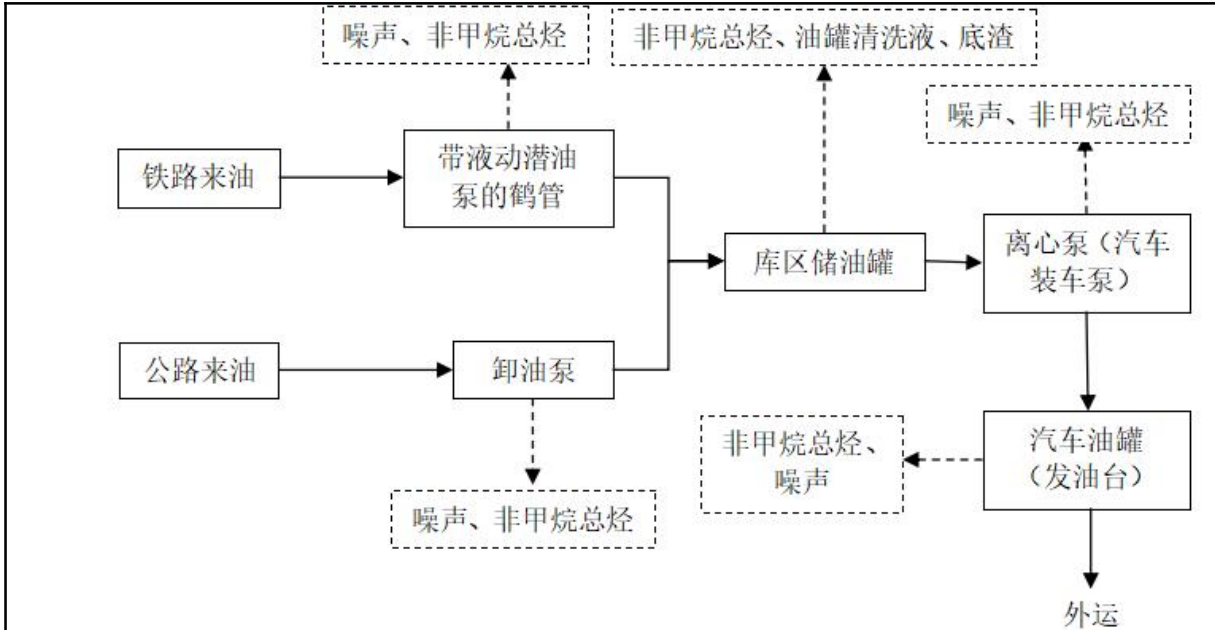 噪声、非甲烷总烃
非甲烷总烃、油罐清洗液、底渣
噪声、非甲烷总烃
铁路来油
带液动潜油
泵的鹤管
库区储油罐
离心泵（汽车
装车泵）
公路来油
卸油泵
非甲烷总烃、
噪声
汽车油罐
（发油台）
噪声、非甲烷总烃
外运